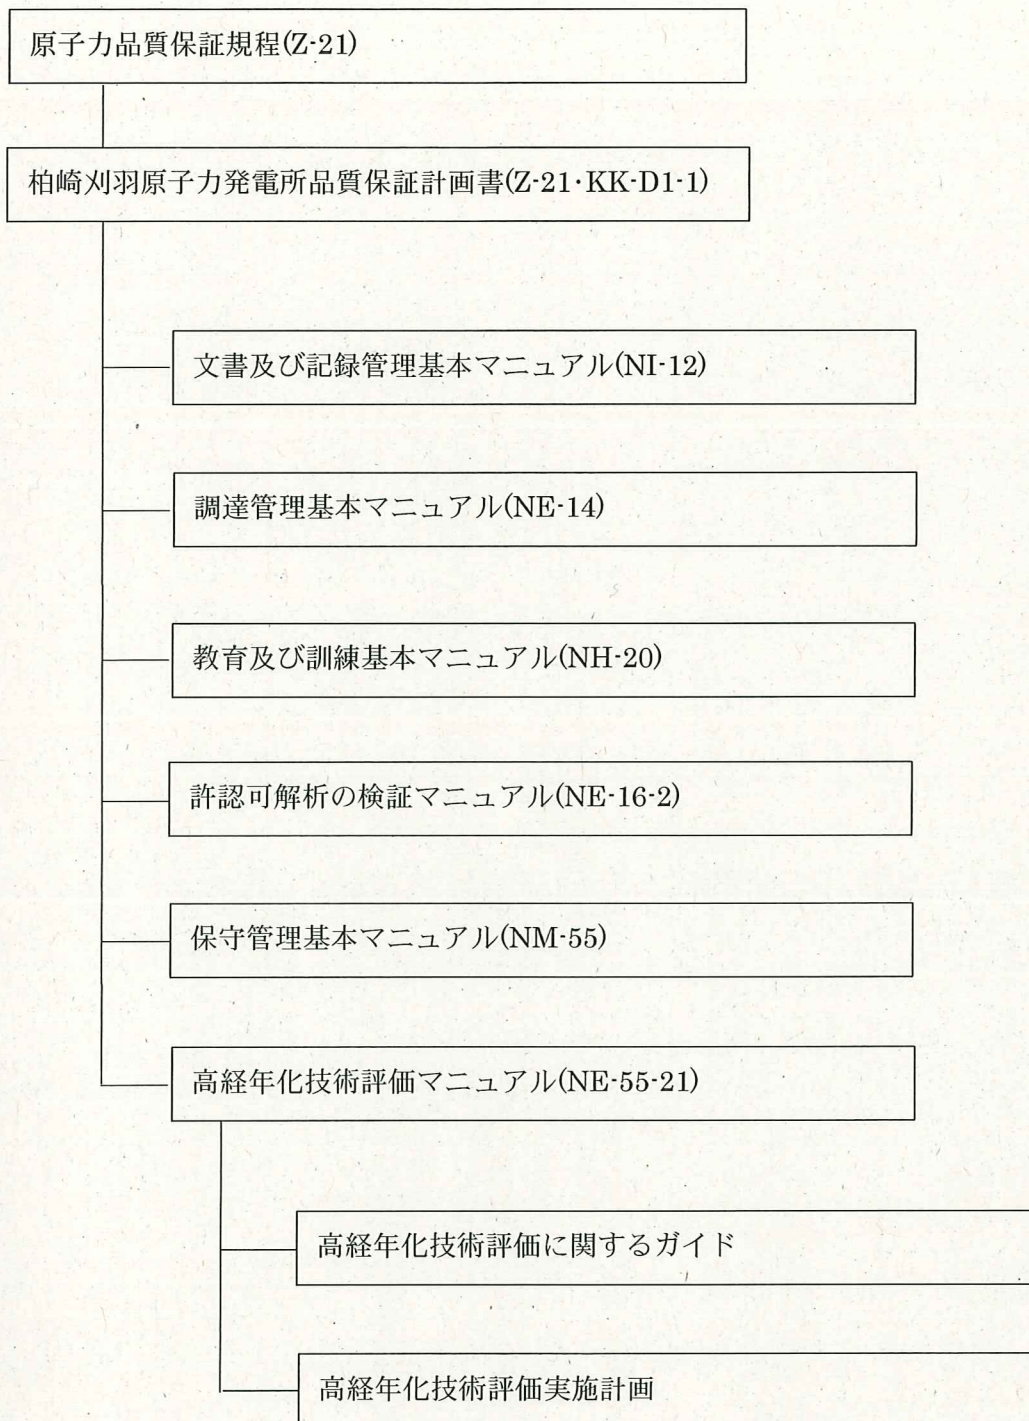 原子力品質保証規程(Z-21)
柏崎刈羽原子力発電所品質保証計画書(Z-21・KK-D1-1)
文書及び記録管理基本マニュアル(NI-12)
調達管理基本マニュアル(NE-14)
教育及び訓練基本マニュアル(NH-20)
許認可解析の検証マニュアル(NE-16-2)
保守管理基本マニュアル(NM-55)
高経年化技術評価マニュアル(NE-55-21)
高経年化技術評価に関するガイド
高経年化技術評価実施計画